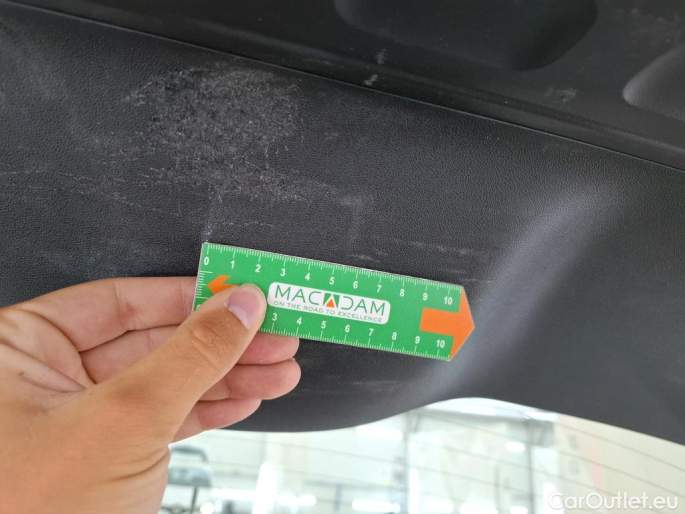 0 1 2 3 4 5 6 7 8 9 10
MACADAM
ON THE ROAD TO EXCELLENCE
3 4 5 6 7 8 9 10
CarOutlet.eu